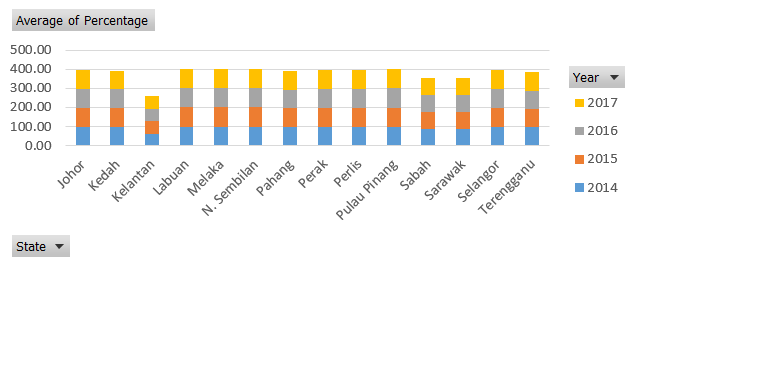 Average of Percentage
500.00
400.00
300.00
200.00
100.00
0.00
Johor
Kedah
Kelantan
Labuan
Melaka
N. Sembilan
Pahang
Perak
Perlis
Pulau Pinang
Sabah
Sarawak
Selangor
Terengganu
Year
2017
2016
2015
2014
State